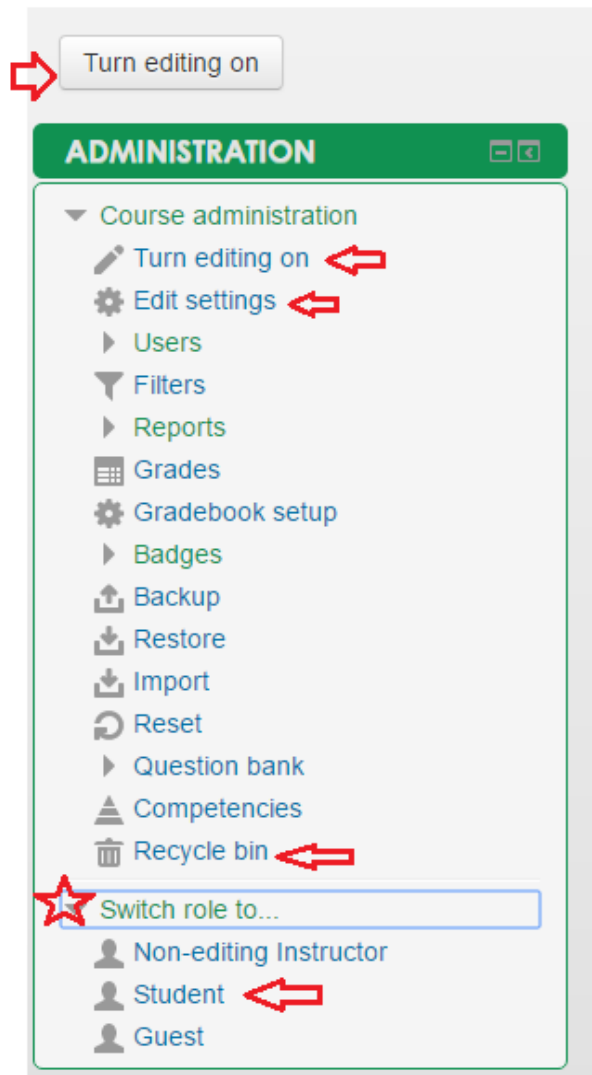 Turn editing on
ADMINISTRATION
Course administration
Turn editing on
Edit settings
Users
Filters
Reports
Grades
Gradebook setup
Badges
Backup
Restore
Import
Reset
Question bank
Competencies
Recycle bin
Switch role to...
Non-editing Instructor
Student
Guest